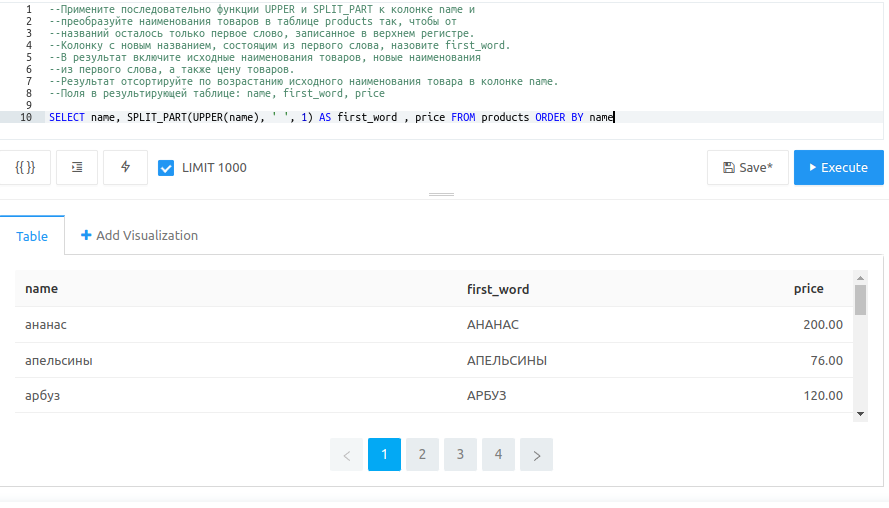 1 --Примените последовательно функции UPPER и SPLIT_PART к колонке name и
2 --преобразуйте наименования товаров в таблице products так, чтобы от
3 --названий осталось только первое слово, записанное в верхнем регистре.
4 --Колонку с новым названием, состоящим из первого слова, назовите first_word.
5 --В результат включите исходные наименования товаров, новые наименования
6 --из первого слова, а также цену товаров.
7 --Результат отсортируйте по возрастанию исходного наименования товара в колонке name.
8 --Поля в результирующей таблице: name, first_word, price
9
10 SELECT name, SPLIT_PART(UPPER(name), ' ', 1) AS first_word , price FROM products ORDER BY name
{{ }} LIMIT 1000 Save* Execute
Table Add Visualization
name first_word price
ананас АНАНАС 200.00
апельсины АПЕЛЬСИНЫ 76.00
арбуз АРБУЗ 120.00
< 1 2 3 4 >